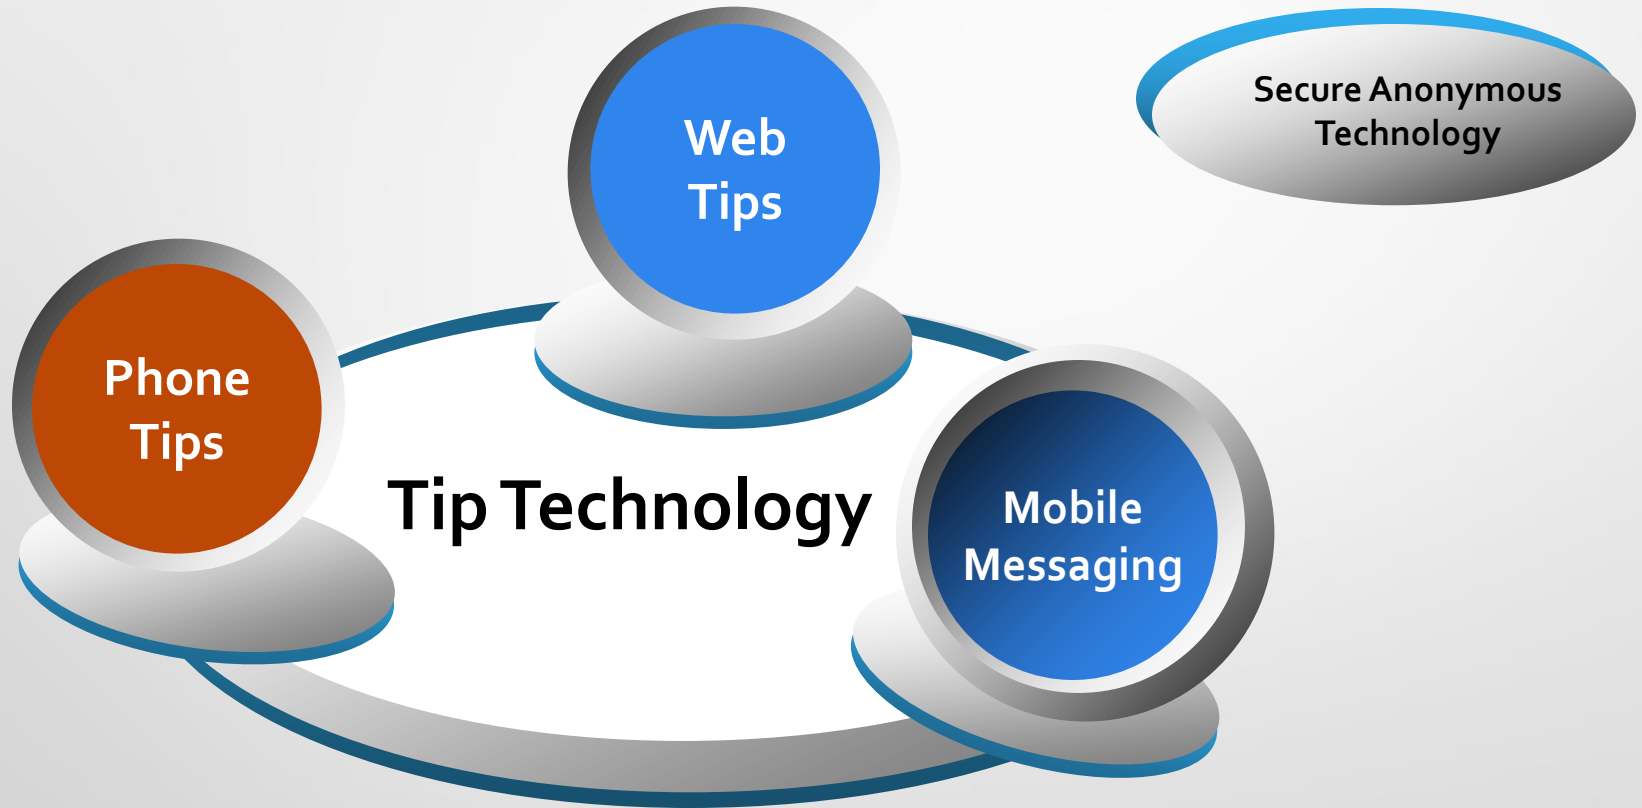 Web
Tips
Secure Anonymous
Technology
Phone
Tips
Tip Technology
Mobile
Messaging